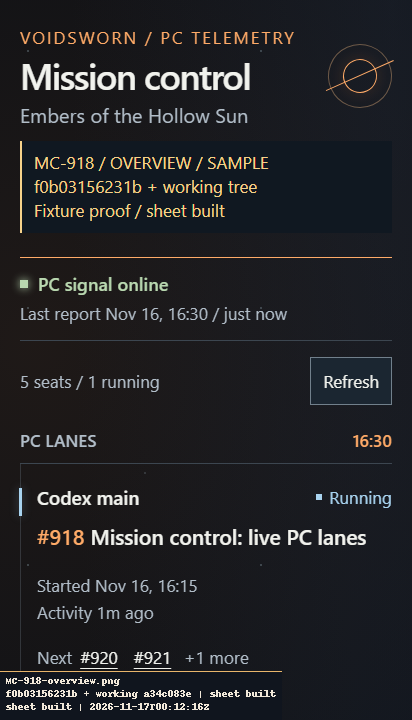 VOIDSWORN / PC TELEMETRY
Mission control
Embers of the Hollow Sun
MC-918 / OVERVIEW / SAMPLE
f0b03156231b + working tree
Fixture proof / sheet built
PC signal online
Last report Nov 16, 16:30 / just now
5 seats / 1 running
Refresh
PC LANES
16:30
Codex main
Running
#918 Mission control: live PC lanes
Started Nov 16, 16:15
Activity 1m ago
Next #920 #921 +1 more
MC-918-overview.png
f0b03156231b + working a34c083e | sheet built
sheet built | 2026-11-17T00:12:16Z